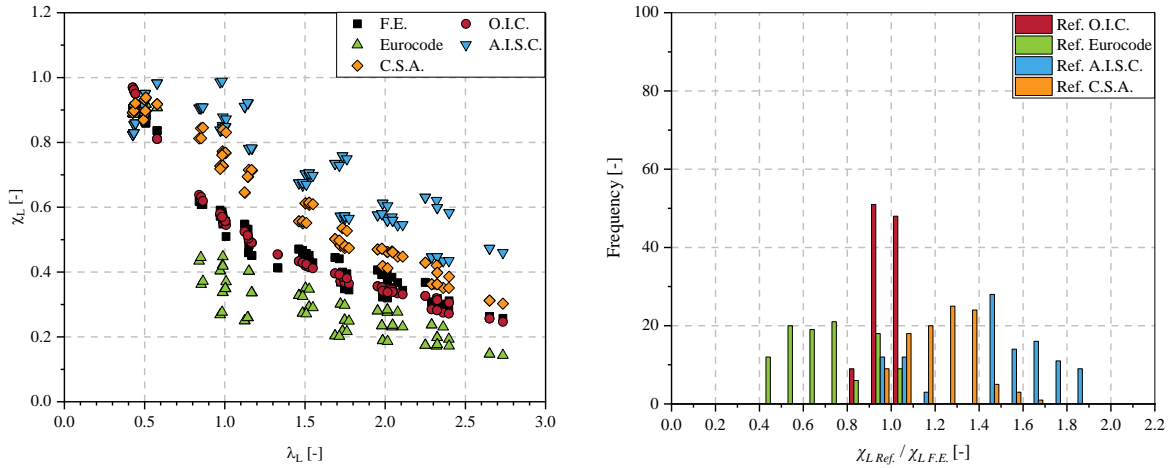 1.2
1.0
0.8
0.6
0.4
0.2
0.0
χL [-]
F.E.
O.I.C.
Eurocode
A.I.S.C.
C.S.A.
0.0 0.5 1.0 1.5 2.0 2.5 3.0
λL [-]
100
80
60
40
20
0
Frequency [-]
Ref. O.I.C.
Ref. Eurocode
Ref. A.I.S.C.
Ref. C.S.A.
0.0 0.2 0.4 0.6 0.8 1.0 1.2 1.4 1.6 1.8 2.0 2.2
χL Ref. / χL F.E. [-]